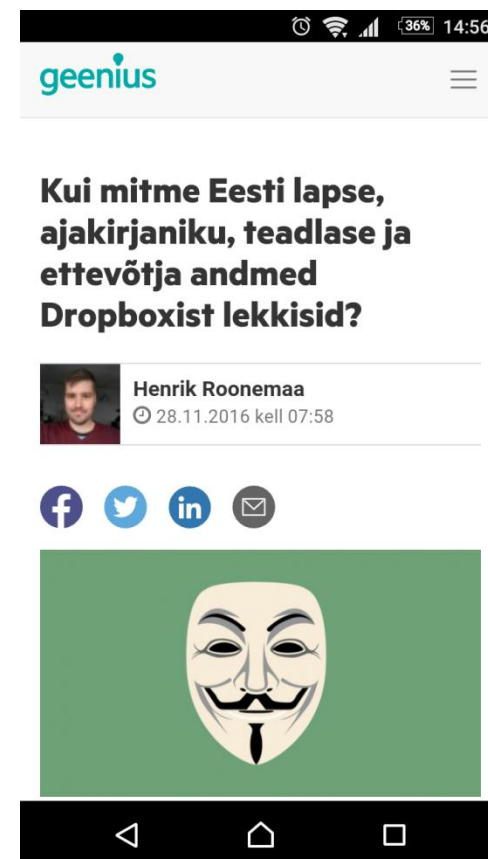 36% 14:56
geenius
Kui mitme Eesti lapse,
ajakirjaniku, teadlase ja
ettevõtja andmed
Dropboxist lekkisid?
Henrik Roonemaa
28.11.2016 kell 07:58
f
in